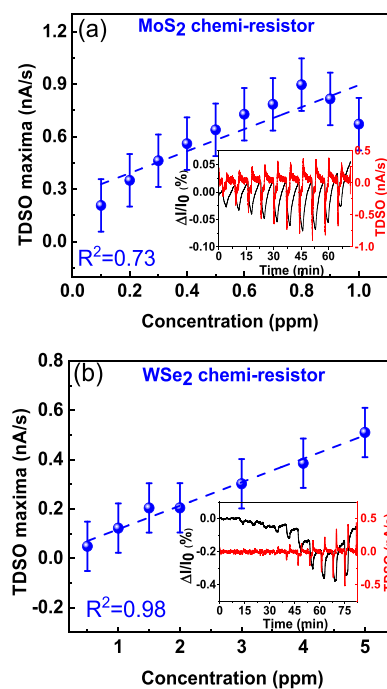 (a)
MoS2 chemi-resistor
TDSO maxima (nA/s)
1.2
0.9
0.6
0.3
0.0
R2=0.73
0.0 0.2 0.4 0.6 0.8 1.0
Concentration (ppm)
ΔI/I0 (%)
0.05
0.00
-0.05
-0.10
0 15 30 45 60
Time (min)
0.5
0.0
-0.5
-1.0
TDSO (nA/s)
(b)
WSe2 chemi-resistor
TDSO maxima (nA/s)
0.8
0.6
0.4
0.2
0.0
-0.2
R2=0.98
1 2 3 4 5
Concentration (ppm)
ΔI/I0 (%)
0.0
-0.2
-0.4
0 15 30 45 60 75
Time (min)
0.5
0.0
-0.5
TDSO (nA/s)